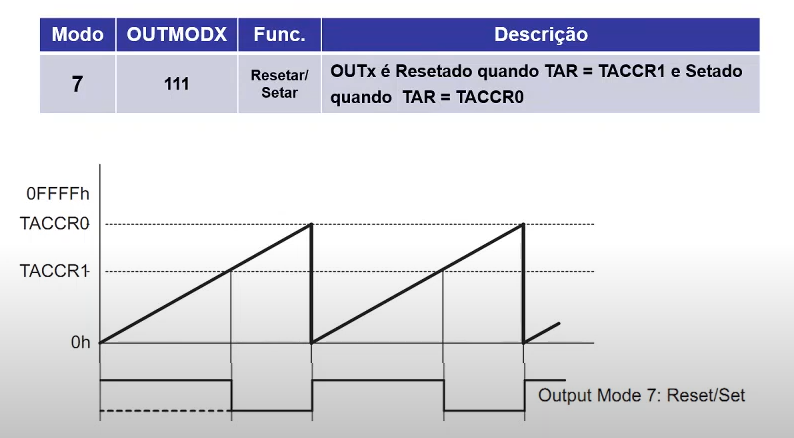 Modo OUTMODX Func. Descrição
7 111 Resetar/
Setar
OUTx é Resetado quando TAR = TACCR1 e Setado
quando TAR = TACCR0
0FFFFh
TACCR0
TACCR1
0h
Output Mode 7: Reset/Set